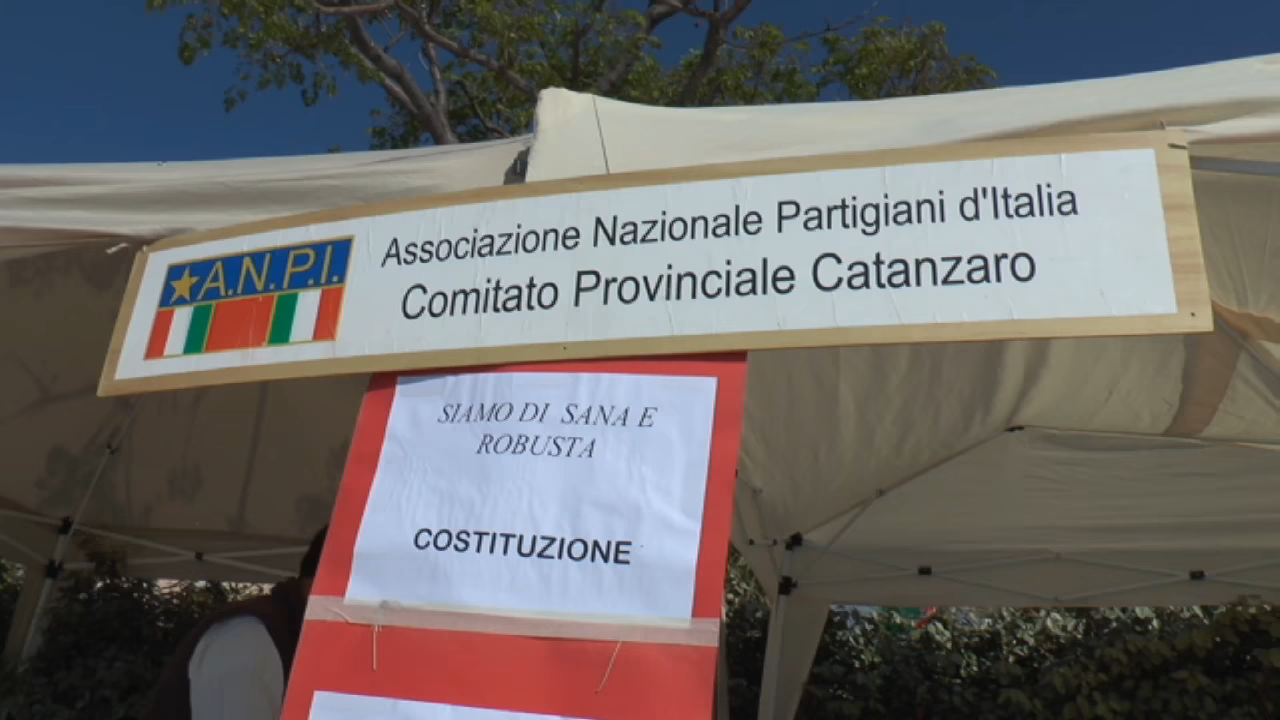 A.N.P.I.
Associazione Nazionale Partigiani d'Italia
Comitato Provinciale Catanzaro
SIAMO DI SANA E
ROBUSTA
COSTITUZIONE